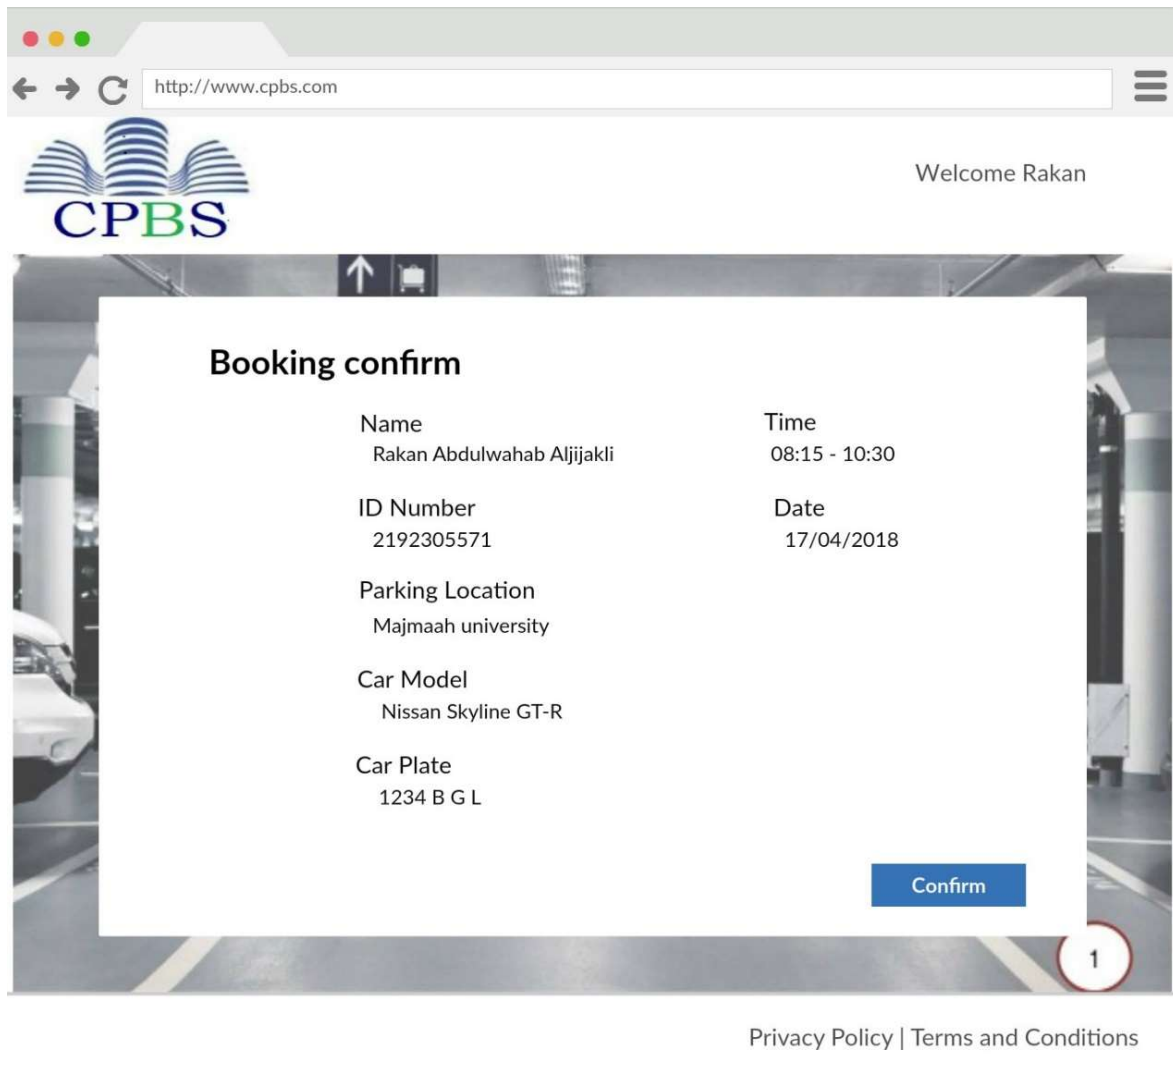 http://www.cpbs.com
CPBS
Welcome Rakan
Booking confirm
Name
Rakan Abdulwahab Aljijakli
Time
08:15 - 10:30
ID Number
2192305571
Date
17/04/2018
Parking Location
Majmaah university
Car Model
Nissan Skyline GT-R
Car Plate
1234 B G L
Confirm
1
Privacy Policy | Terms and Conditions